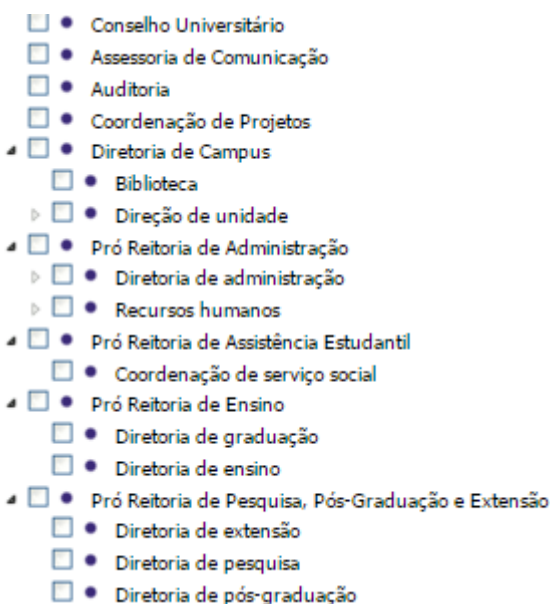 Conselho Universitário
Assessoria de Comunicação
Auditoria
Coordenação de Projetos
Diretoria de Campus
Biblioteca
Direção de unidade
Pró Reitoria de Administração
Diretoria de administração
Recursos humanos
Pró Reitoria de Assistência Estudantil
Coordenação de serviço social
Pró Reitoria de Ensino
Diretoria de graduação
Diretoria de ensino
Pró Reitoria de Pesquisa, Pós-Graduação e Extensão
Diretoria de extensão
Diretoria de pesquisa
Diretoria de pós-graduação